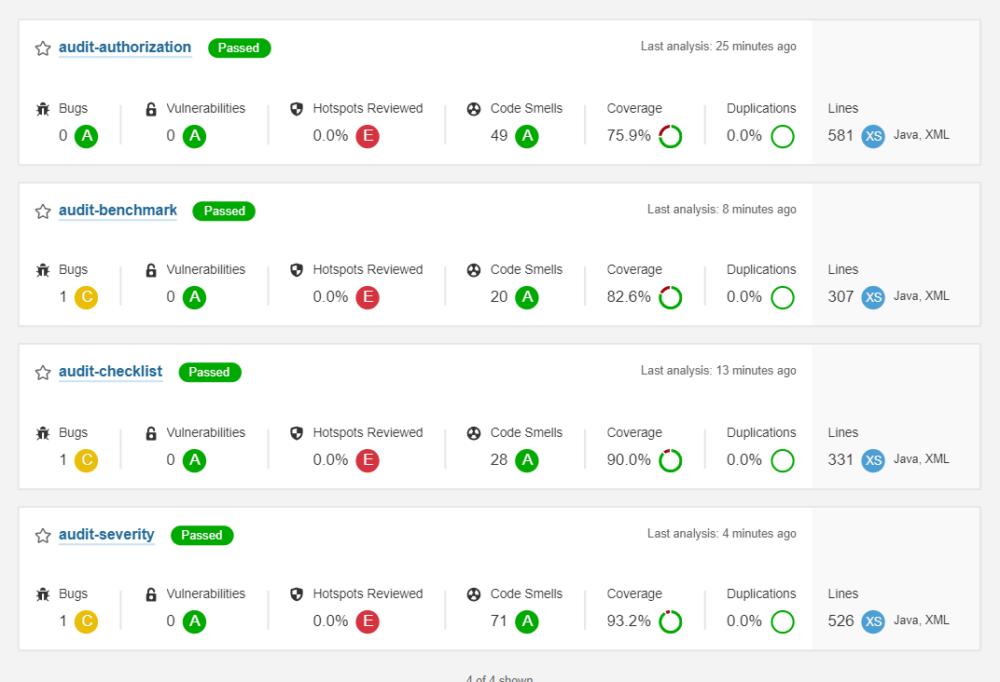 audit-authorization Passed Last analysis: 25 minutes ago
Bugs Vulnerabilities Hotspots Reviewed Code Smells Coverage Duplications Lines
0 A 0 A 0.0% E 49 A 75.9% 0.0% 581 XS Java, XML
audit-benchmark Passed Last analysis: 8 minutes ago
Bugs Vulnerabilities Hotspots Reviewed Code Smells Coverage Duplications Lines
1 C 0 A 0.0% E 20 A 82.6% 0.0% 307 XS Java, XML
audit-checklist Passed Last analysis: 13 minutes ago
Bugs Vulnerabilities Hotspots Reviewed Code Smells Coverage Duplications Lines
1 C 0 A 0.0% E 28 A 90.0% 0.0% 331 XS Java, XML
audit-severity Passed Last analysis: 4 minutes ago
Bugs Vulnerabilities Hotspots Reviewed Code Smells Coverage Duplications Lines
1 C 0 A 0.0% E 71 A 93.2% 0.0% 526 XS Java, XML
4 of 4 shown